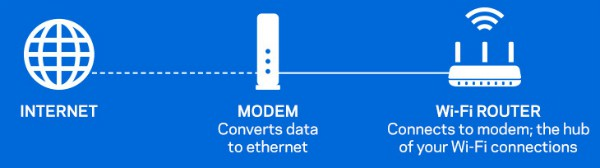 INTERNET
MODEM
Converts data
to ethernet
Wi-Fi ROUTER
Connects to modem; the hub
of your Wi-Fi connections